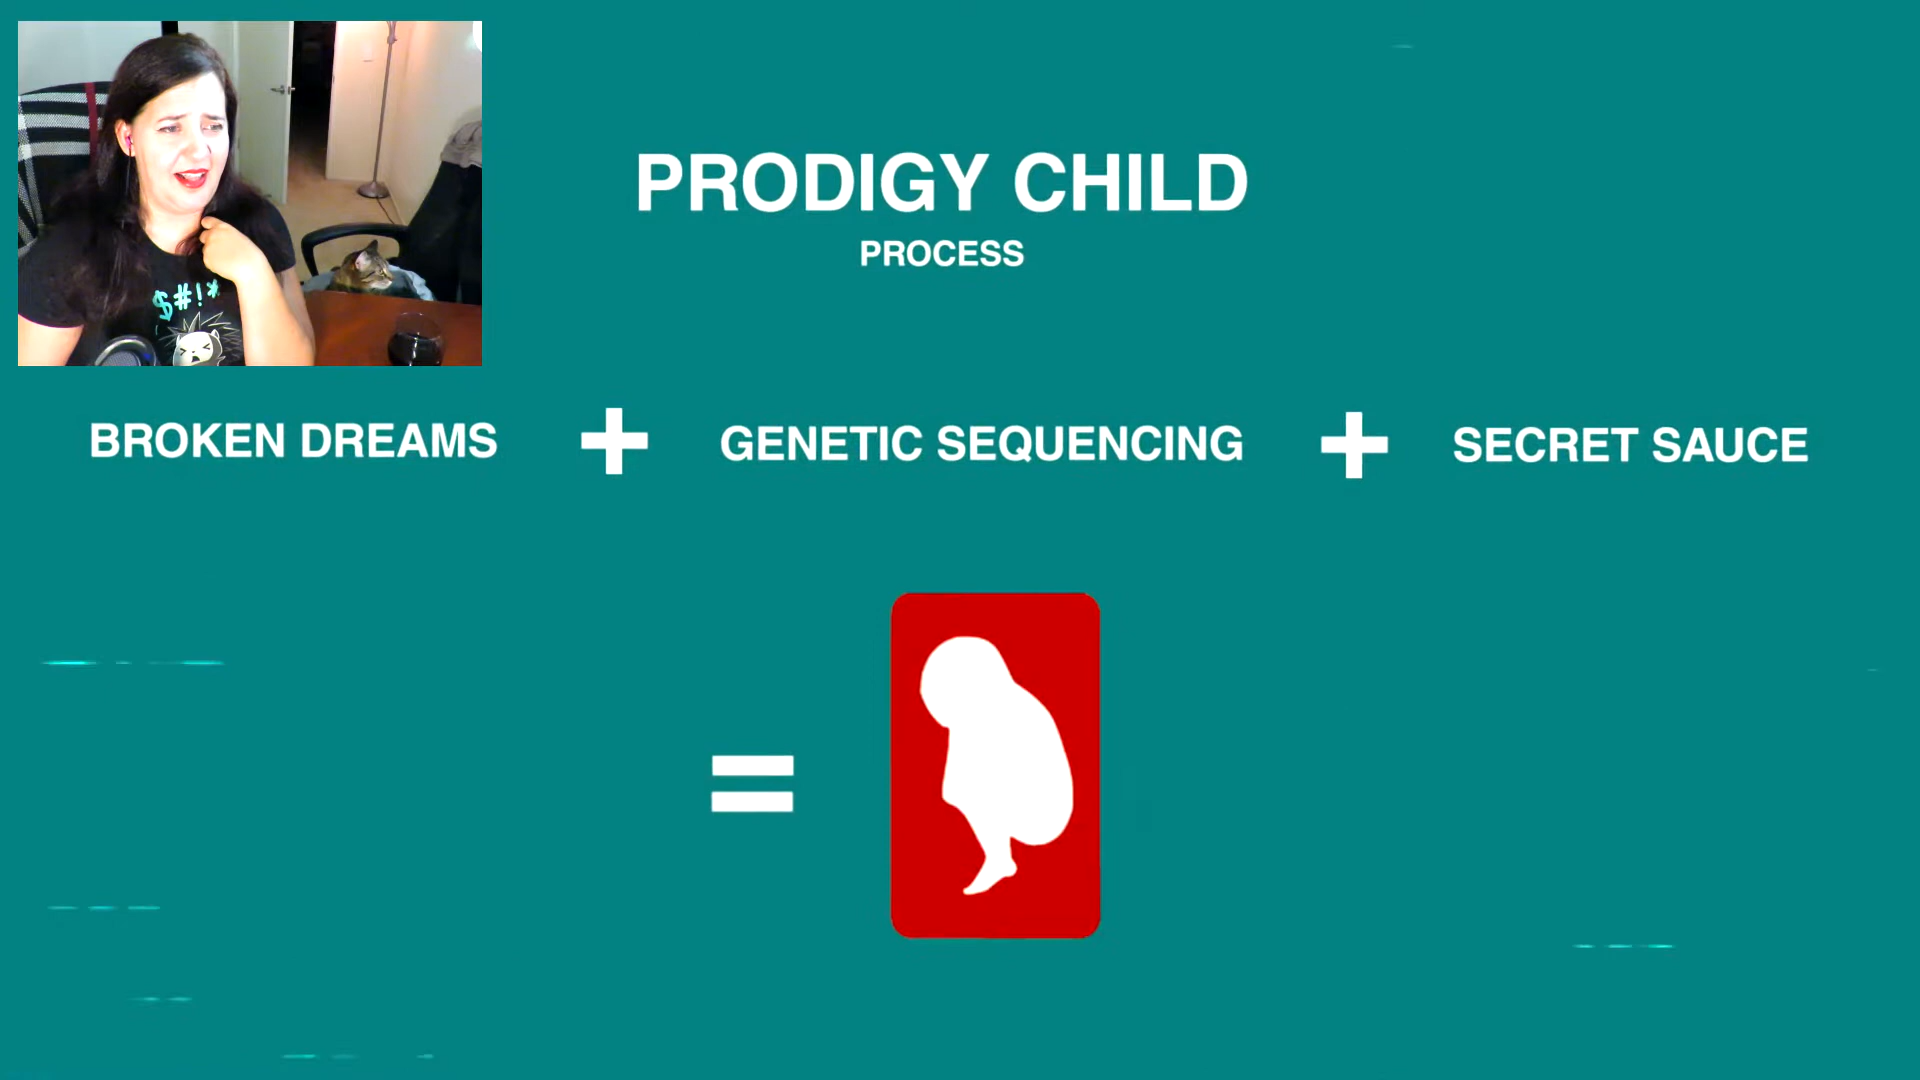 PRODIGY CHILD
PROCESS
$#!*
BROKEN DREAMS + GENETIC SEQUENCING + SECRET SAUCE
=